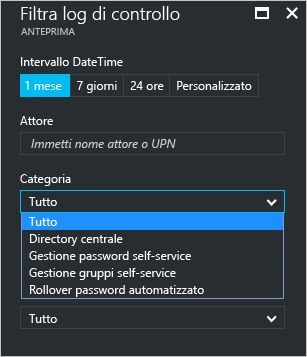 Filtra log di controllo
ANTEPRIMA
Intervallo DateTime
1 mese 7 giorni 24 ore Personalizzato
Attore
Immetti nome attore o UPN
Categoria
Tutto
Tutto
Directory centrale
Gestione password self-service
Gestione gruppi self-service
Rollover password automatizzato
Tutto